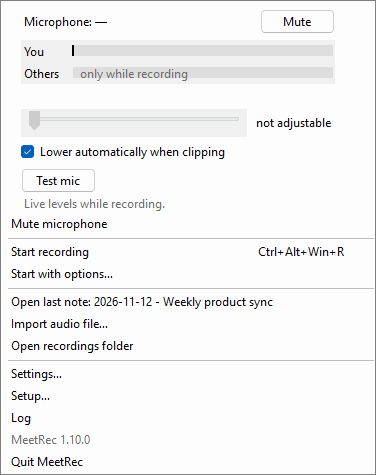 Microphone: — Mute
You
Others only while recording
not adjustable
Lower automatically when clipping
Test mic
Live levels while recording.
Mute microphone
Start recording Ctrl+Alt+Win+R
Start with options...
Open last note: 2026-11-12 - Weekly product sync
Import audio file...
Open recordings folder
Settings...
Setup...
Log
MeetRec 1.10.0
Quit MeetRec